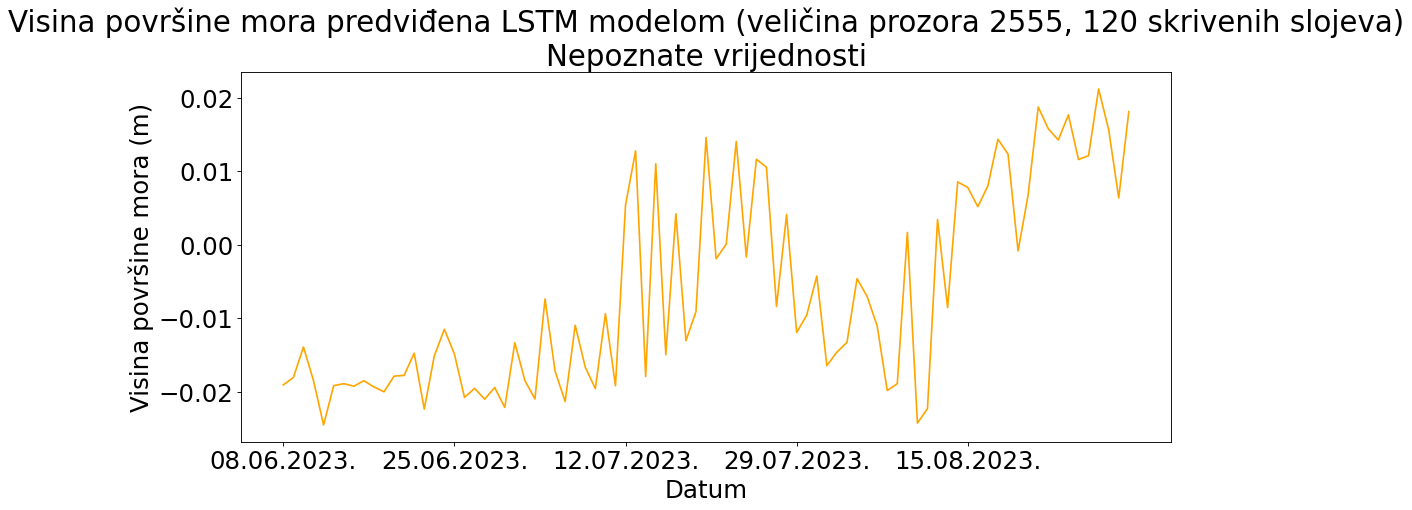 Visina površine mora predviđena LSTM modelom (veličina prozora 2555, 120 skrivenih slojeva)
Nepoznate vrijednosti
Visina površine mora (m)
0.02
0.01
0.00
−0.01
−0.02
08.06.2023. 25.06.2023. 12.07.2023. 29.07.2023. 15.08.2023.
Datum